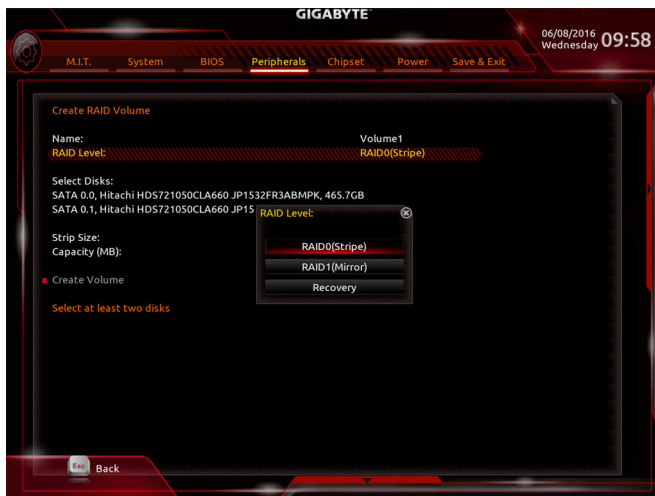 GIGABYTE™
06/08/2016
Wednesday 09:58
M.I.T. System BIOS Peripherals Chipset Power Save & Exit
Create RAID Volume
Name: Volume1
RAID Level: RAID0(Stripe)
Select Disks:
SATA 0.0, Hitachi HDS721050CLA660 JP1532FR3ABMPK, 465.7GB
SATA 0.1, Hitachi HDS721050CLA660 JP15
RAID Level:
RAID0(Stripe)
RAID1(Mirror)
Recovery
Strip Size:
Capacity (MB):
Create Volume
Select at least two disks
Esc Back